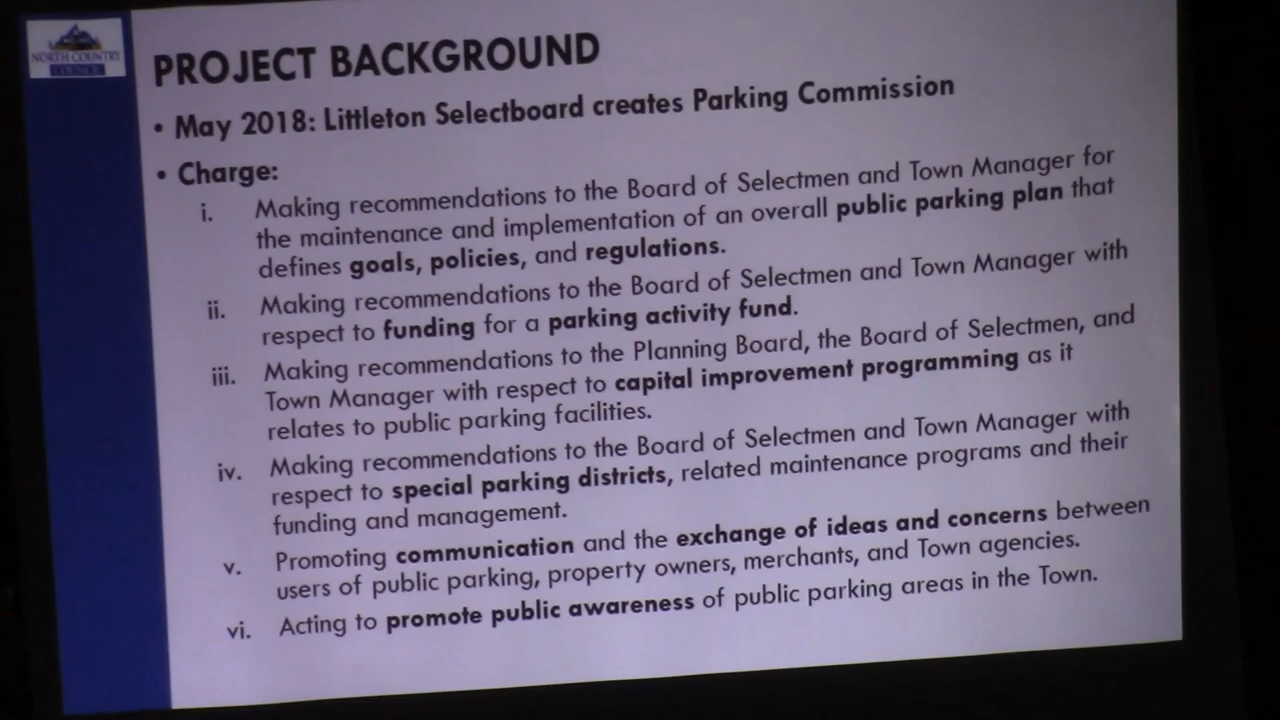 NORTH COUNTRY
COUNCIL
PROJECT BACKGROUND
• May 2018: Littleton Selectboard creates Parking Commission
• Charge:
i. Making recommendations to the Board of Selectmen and Town Manager for
the maintenance and implementation of an overall public parking plan that
defines goals, policies, and regulations.
ii. Making recommendations to the Board of Selectmen and Town Manager with
respect to funding for a parking activity fund.
iii. Making recommendations to the Planning Board, the Board of Selectmen, and
Town Manager with respect to capital improvement programming as it
relates to public parking facilities.
iv. Making recommendations to the Board of Selectmen and Town Manager with
respect to special parking districts, related maintenance programs and their
funding and management.
v. Promoting communication and the exchange of ideas and concerns between
users of public parking, property owners, merchants, and Town agencies.
vi. Acting to promote public awareness of public parking areas in the Town.